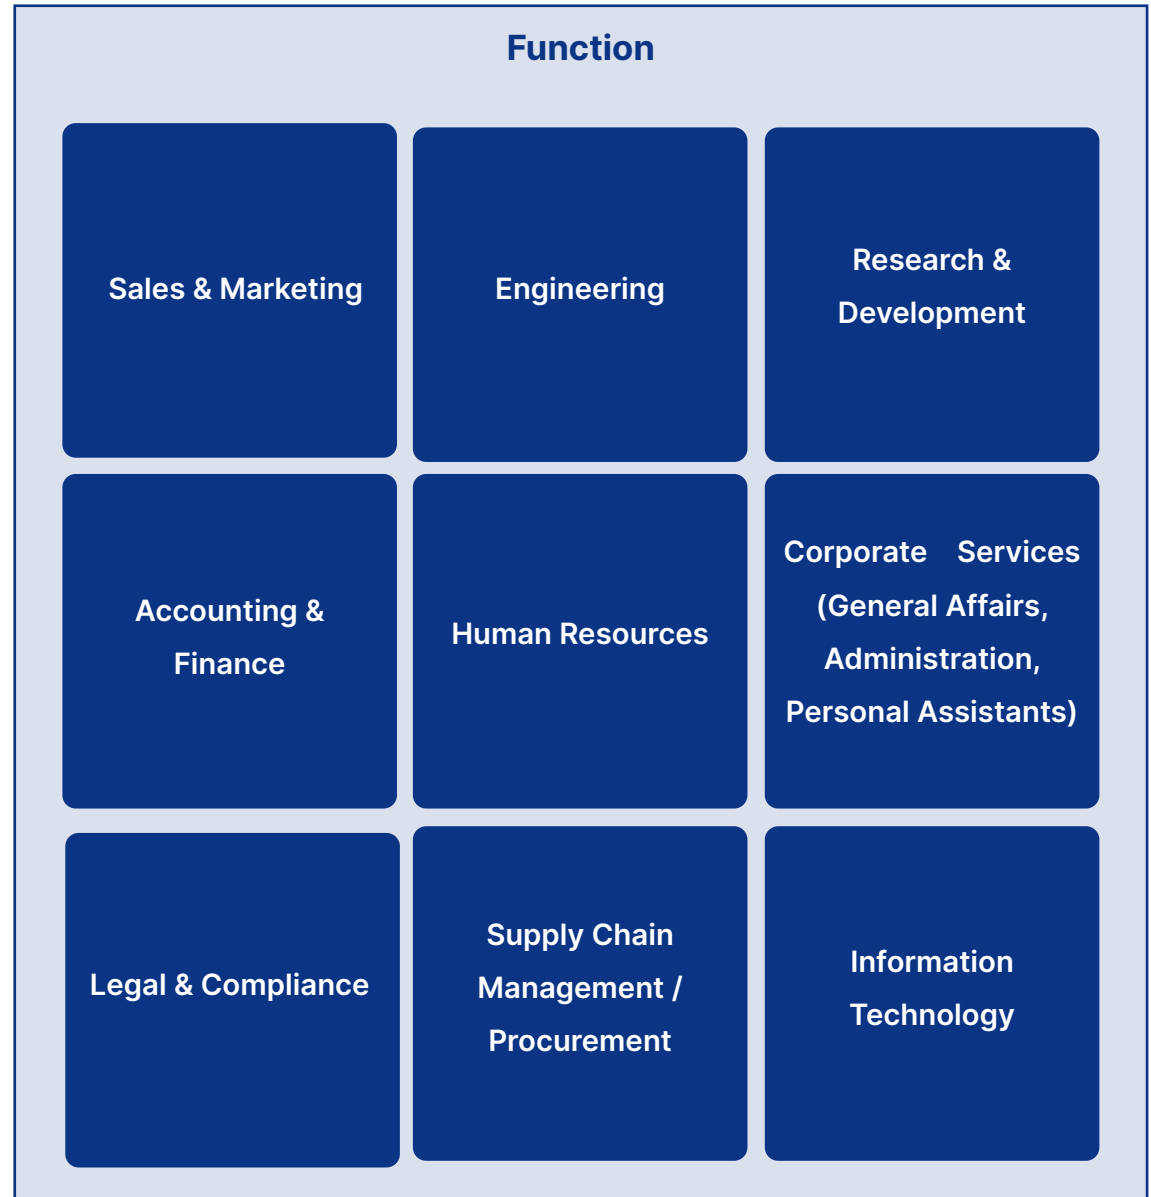 Function
Sales & Marketing
Engineering
Research &
Development
Accounting &
Finance
Human Resources
Corporate Services
(General Affairs,
Administration,
Personal Assistants)
Legal & Compliance
Supply Chain
Management /
Procurement
Information
Technology